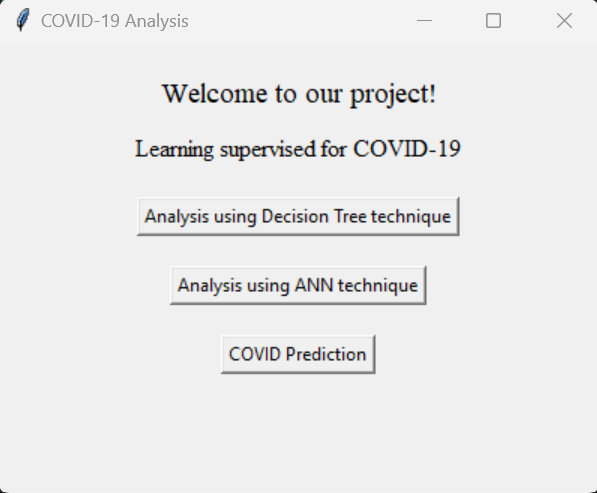 COVID-19 Analysis
Welcome to our project!
Learning supervised for COVID-19
Analysis using Decision Tree technique
Analysis using ANN technique
COVID Prediction